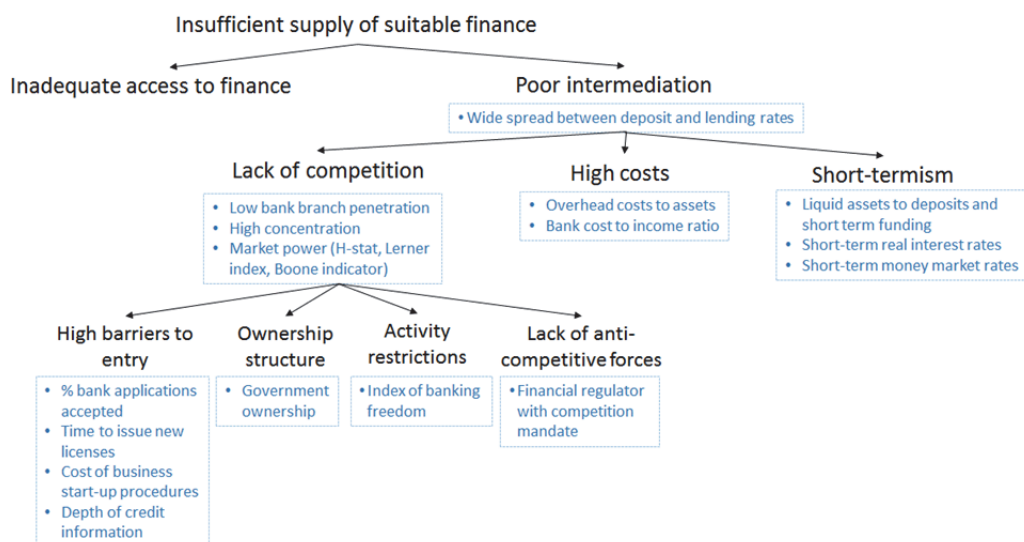 Insufficient supply of suitable finance
Inadequate access to finance
Poor intermediation
• Wide spread between deposit and lending rates
Lack of competition
• Low bank branch penetration
• High concentration
• Market power (H-stat, Lerner
index, Boone indicator)
High costs
• Overhead costs to assets
• Bank cost to income ratio
Short-termism
• Liquid assets to deposits and
short term funding
• Short-term real interest rates
• Short-term money market rates
High barriers to
entry
• % bank applications
accepted
• Time to issue new
licenses
• Cost of business
start-up procedures
• Depth of credit
information
Ownership
structure
• Government
ownership
Activity
restrictions
• Index of banking
freedom
Lack of anti-
competitive forces
• Financial regulator
with competition
mandate